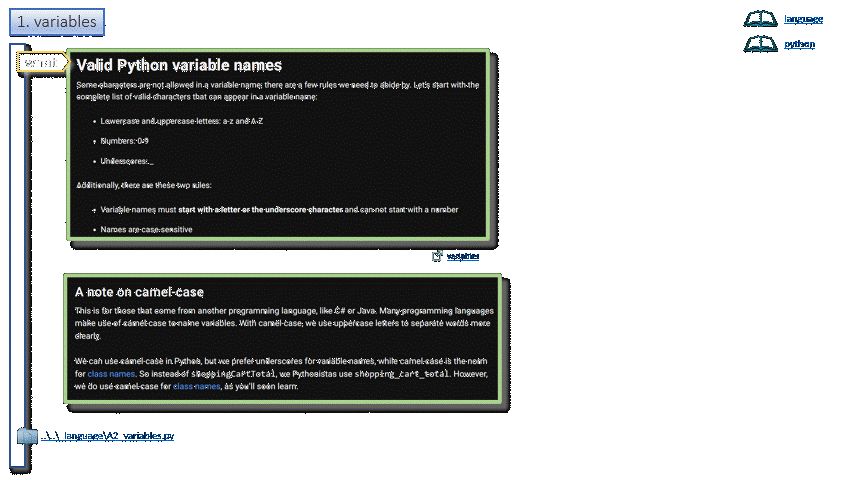 1. variables
language
python
Valid Python variable names
Some characters are not allowed in a variable name; there are a few rules we need to abide by. Let's start with the
complete list of valid characters that can appear in a variable name:
• Lowercase and uppercase letters: a-z and A-Z
• Numbers: 0-9
• Underscores: _
Additionally, there are these two rules:
• Variable names must start with a letter or the underscore character and cannot start with a number
• Names are case-sensitive
variables
A note on camel-case
This is for those that come from another programming language, like C# or Java. Many programming languages
make use of camel-case to name variables. With camel-case, we use uppercase letters to separate words more
clearly.
We can use camel-case in Python, but we prefer underscores for variable names, while camel-case is the norm
for class names. So instead of shoppingCartTotal, we Pythonistas use shopping_cart_total. However,
we do use camel-case for class names, as you'll soon learn.
..\..\_language\A2_variables.py